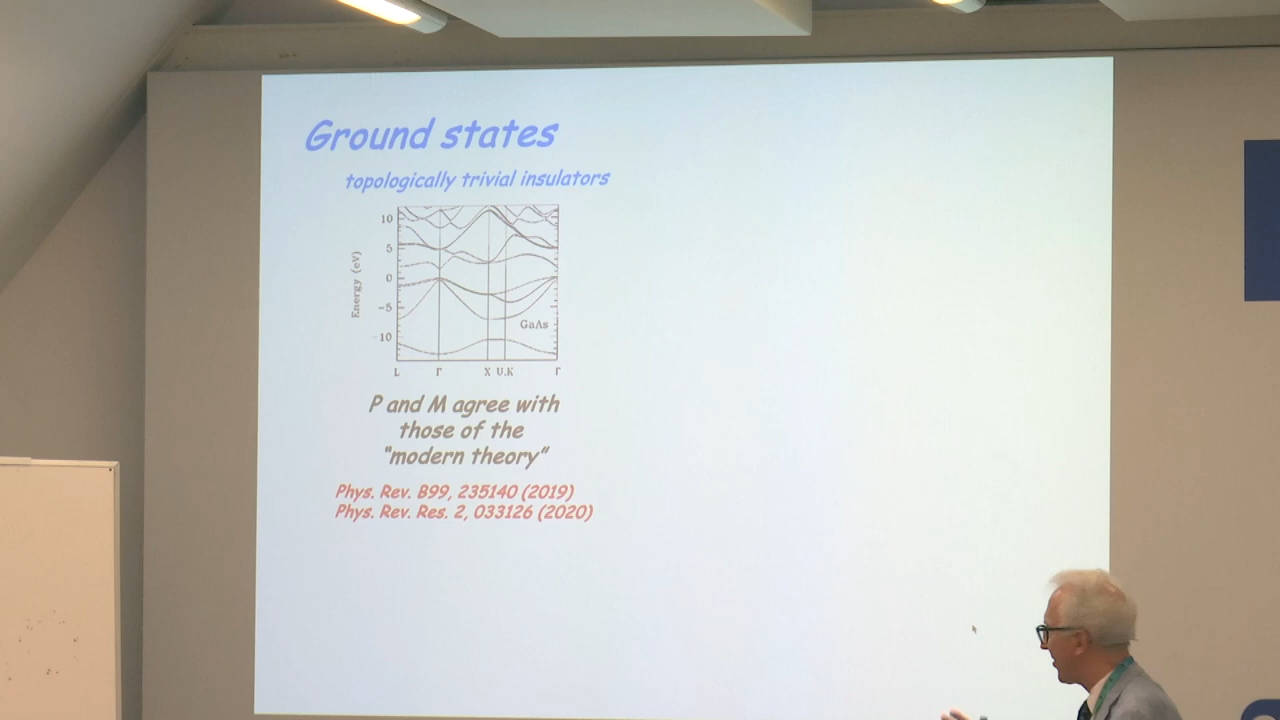 Ground states
topologically trivial insulators
10
5
0
-5
-10
Energy (eV)
GaAs
L Γ X U,K Γ
P and M agree with
those of the
"modern theory"
Phys. Rev. B99, 235140 (2019)
Phys. Rev. Res. 2, 033126 (2020)